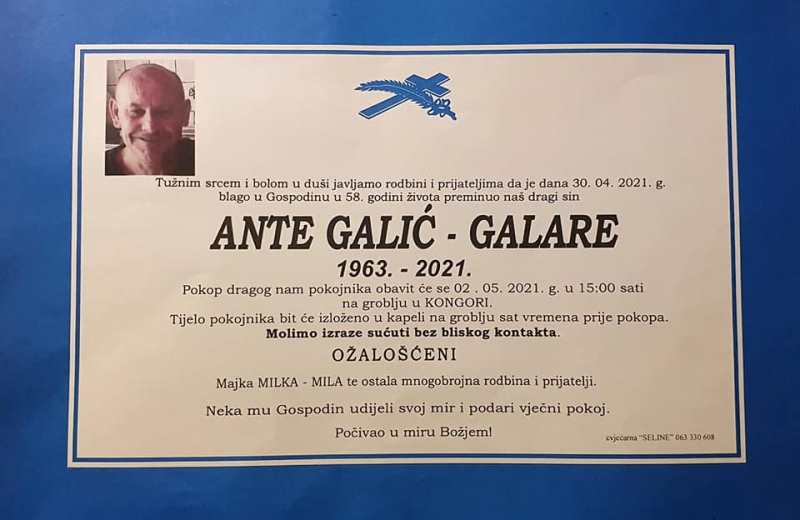 Tužnim srcem i bolom u duši javljamo rodbini i prijateljima da je dana 30. 04. 2021. g.
blago u Gospodinu u 58. godini života preminuo naš dragi sin
ANTE GALIĆ - GALARE
1963. - 2021.
Pokop dragog nam pokojnika obavit će se 02 . 05. 2021. g. u 15:00 sati
na groblju u KONGORI.
Tijelo pokojnika bit će izloženo u kapeli na groblju sat vremena prije pokopa.
Molimo izraze sućuti bez bliskog kontakta.
OŽALOŠĆENI
Majka MILKA - MILA te ostala mnogobrojna rodbina i prijatelji.
Neka mu Gospodin udijeli svoj mir i podari vječni pokoj.
Počivao u miru Božjem!
cvjećarna "SELINE" 063 330 608